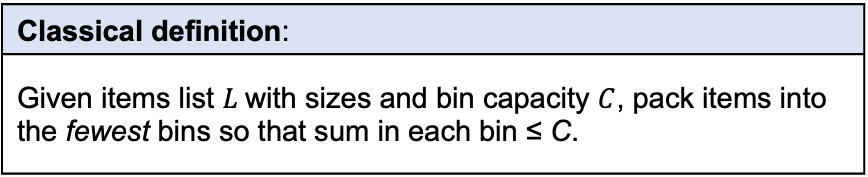 Classical definition:
Given items list L with sizes and bin capacity C, pack items into
the fewest bins so that sum in each bin ≤ C.